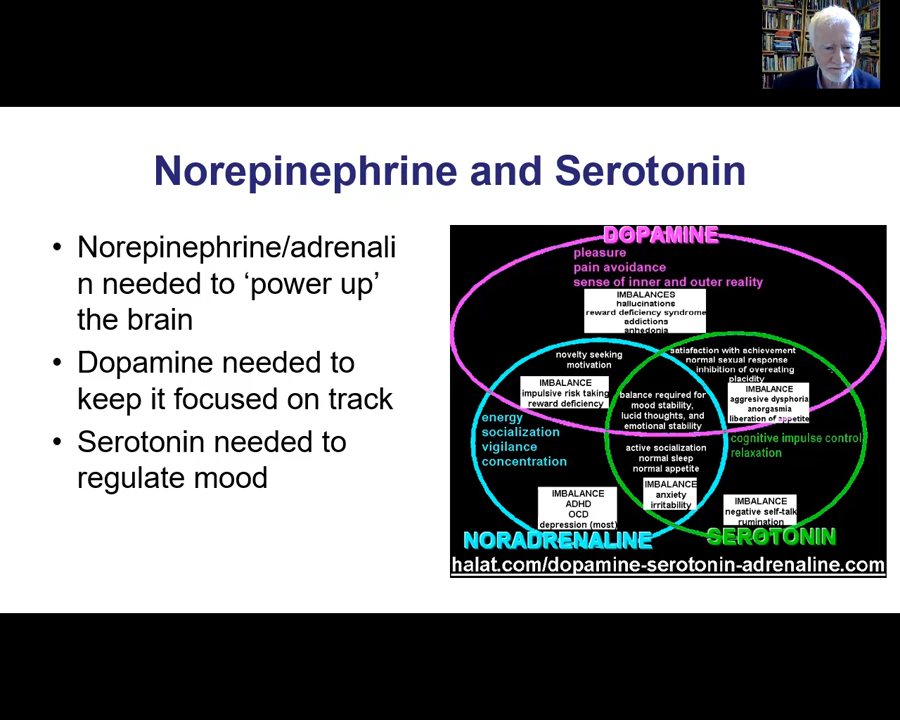 Norepinephrine and Serotonin
• Norepinephrine/adrenali
n needed to ‘power up’
the brain
• Dopamine needed to
keep it focused on track
• Serotonin needed to
regulate mood
DOPAMINE
pleasure
pain avoidance
sense of inner and outer reality
IMBALANCES
hallucinations
reward deficiency syndrome
addictions
anhedonia
novelty seeking
motivation
IMBALANCE
impulsive risk taking
reward deficiency
satisfaction with achievement
normal sexual response
inhibition of overeating
placidity
IMBALANCE
aggresive dysphoria
anorgasmia
liberation of appetite
balance required for
mood stability,
lucid thoughts, and
emotional stability
energy
socialization
vigilance
concentration
active socialization
normal sleep
normal appetite
IMBALANCE
anxiety
irritability
cognitive impulse control
relaxation
IMBALANCE
ADHD
OCD
depression (most)
IMBALANCE
negative self-talk
rumination
NORADRENALINE
SEROTONIN
halat.com/dopamine-serotonin-adrenaline.com